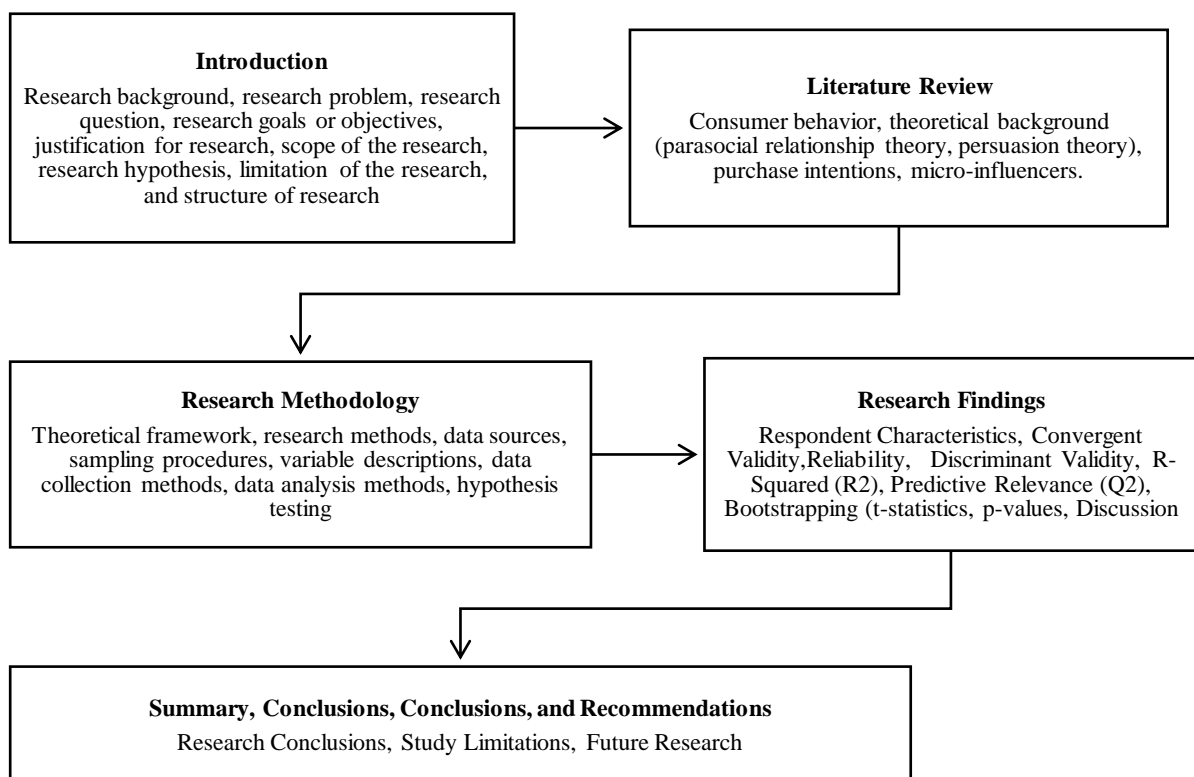 Introduction
Research background, research problem, research
question, research goals or objectives,
justification for research, scope of the research,
research hypothesis, limitation of the research,
and structure of research
Literature Review
Consumer behavior, theoretical background
(parasocial relationship theory, persuasion theory),
purchase intentions, micro-influencers.
Research Methodology
Theoretical framework, research methods, data sources,
sampling procedures, variable descriptions, data
collection methods, data analysis methods, hypothesis
testing
Research Findings
Respondent Characteristics, Convergent
Validity,Reliability, Discriminant Validity, R-
Squared (R2), Predictive Relevance (Q2),
Bootstrapping (t-statistics, p-values, Discussion
Summary, Conclusions, Conclusions, and Recommendations
Research Conclusions, Study Limitations, Future Research